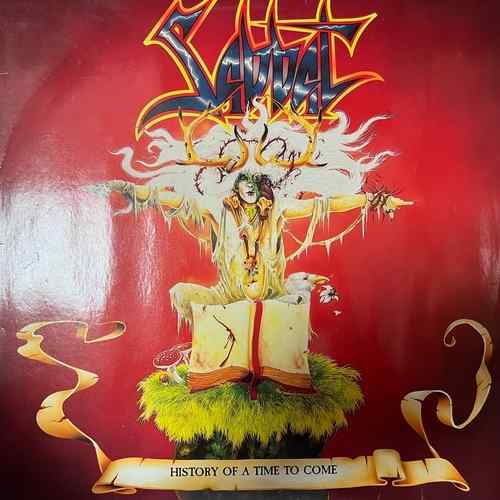 SABBAT
HISTORY OF A TIME TO COME